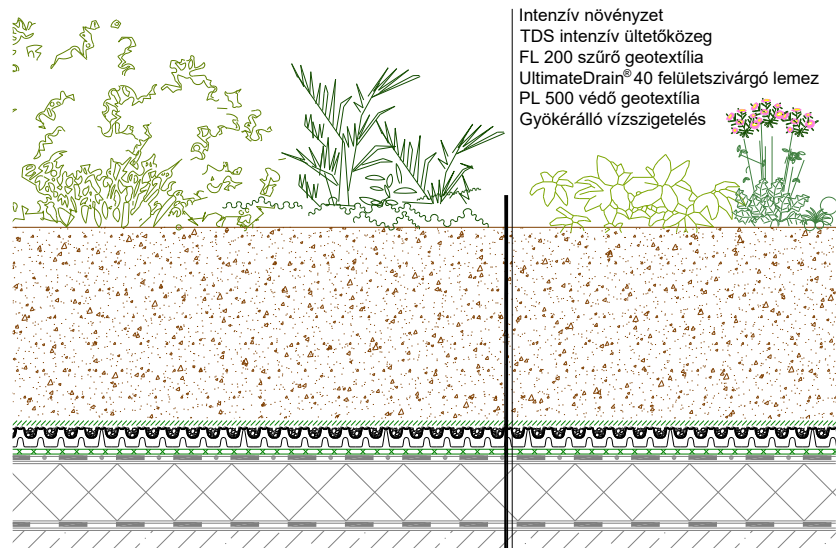 Intenzív növényzet
TDS intenzív ültetőközeg
FL 200 szűrő geotextília
UltimateDrain® 40 felületszivárgó lemez
PL 500 védő geotextília
Gyökérálló vízszigetelés